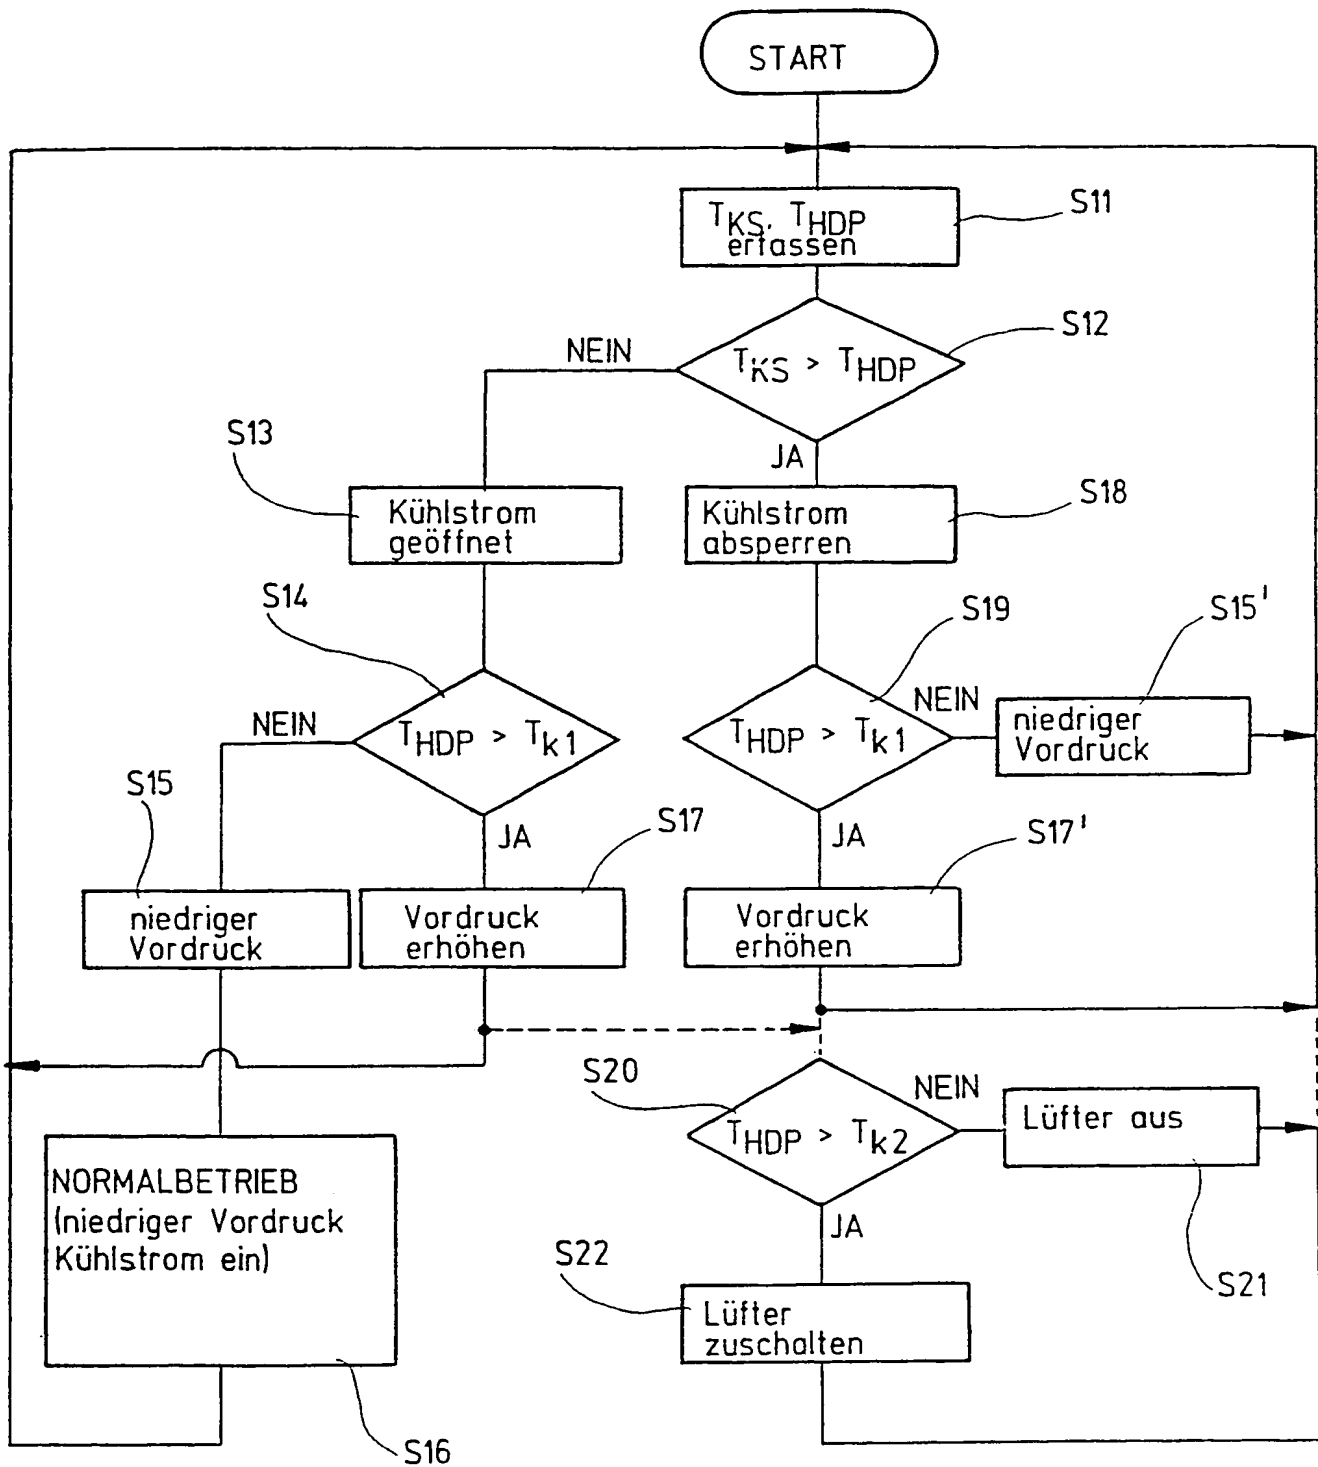 START
T_KS, T_HDP
erfassen
S11
S12
NEIN
T_KS > T_HDP
JA
S13
Kühlstrom
geöffnet
S18
Kühlstrom
absperren
S14
S19
S15'
NEIN
T_HDP > T_k1
JA
T_HDP > T_k1
NEIN
JA
niedriger
Vordruck
S15
S17
S17'
niedriger
Vordruck
Vordruck
erhöhen
Vordruck
erhöhen
S20
NEIN
T_HDP > T_k2
JA
Lüfter aus
S21
NORMALBETRIEB
(niedriger Vordruck
Kühlstrom ein)
S16
S22
Lüfter
zuschalten